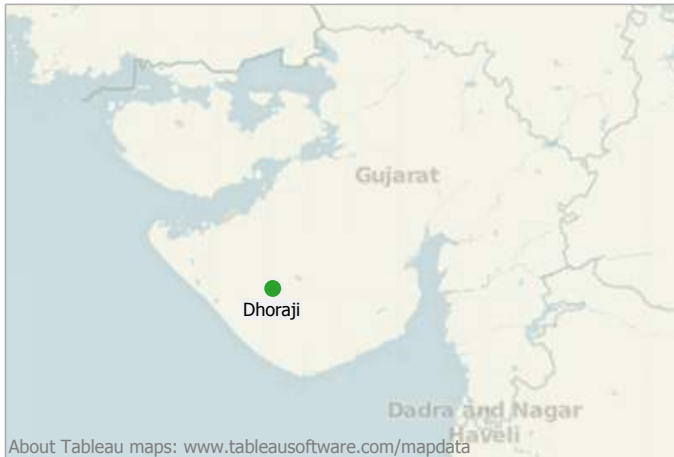 Gujarat
Dhoraji
Dadra and Nagar
Haveli
About Tableau maps: www.tableausoftware.com/mapdata